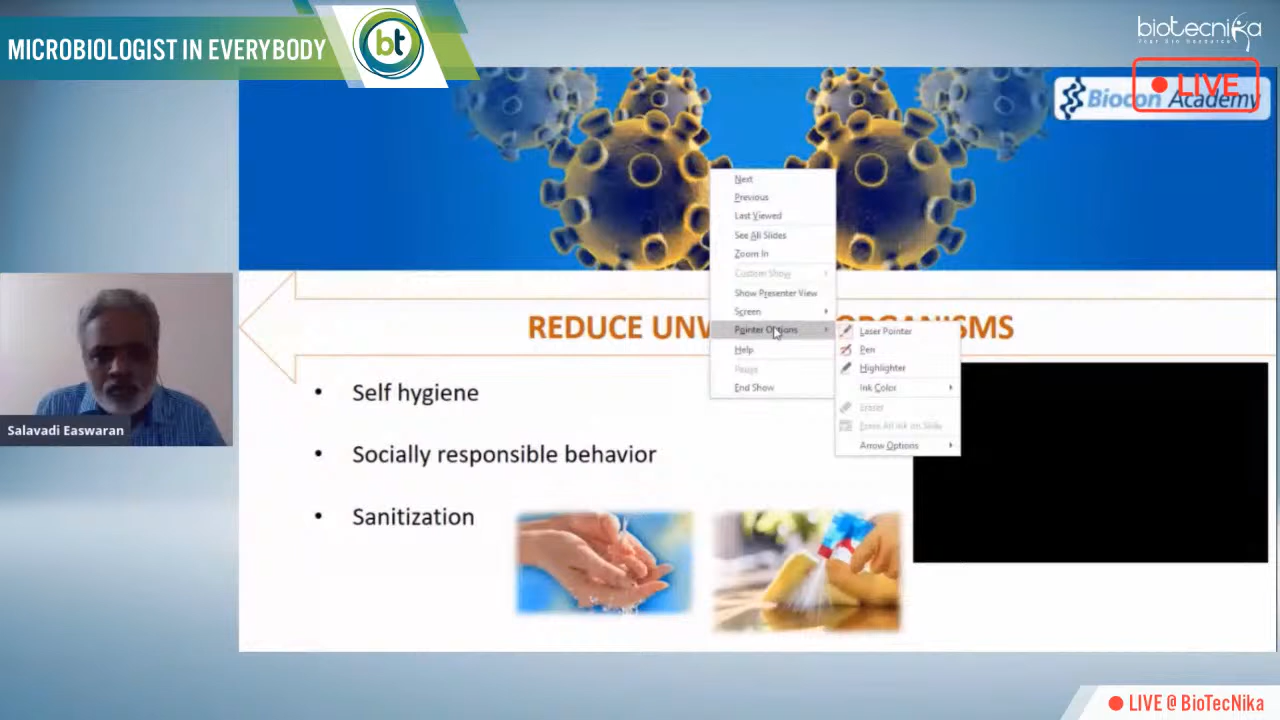 MICROBIOLOGIST IN EVERYBODY
bt
biotecnika
LIVE
Biocon Academy
Next
Previous
Last Viewed
See All Slides
Zoom In
Custom Show
Show Presenter View
Screen
Pointer Options
Help
Pause
End Show
Laser Pointer
Pen
Highlighter
Ink Color
Eraser
Erase All Ink on Slide
Arrow Options
REDUCE UNW ORGANISMS
• Self hygiene
• Socially responsible behavior
• Sanitization
Salavadi Easwaran
LIVE @ BioTecNika